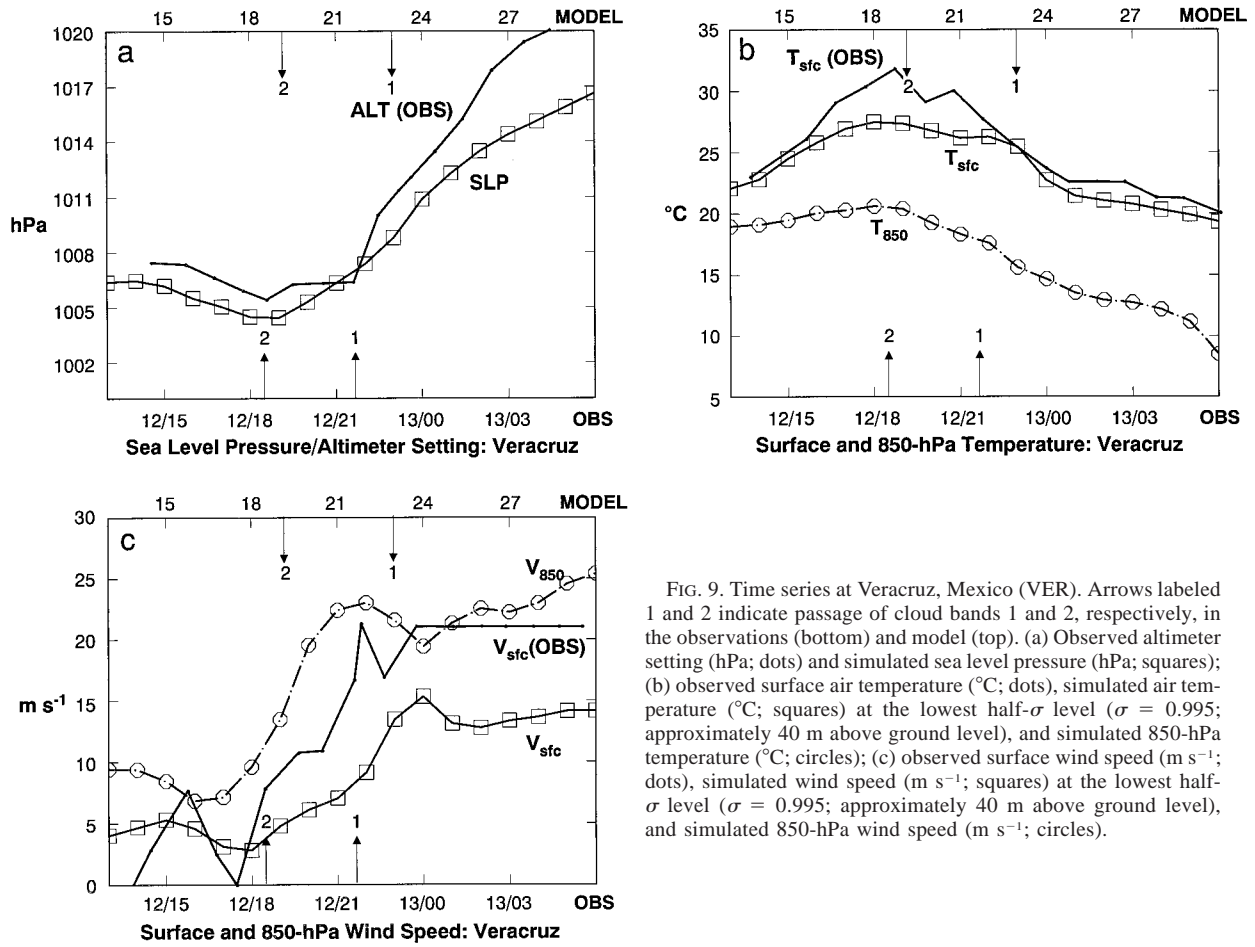 15 18 21 24 27 MODEL
a
1020
1017
1014
1011
1008
1005
1002
hPa
2
1
ALT (OBS)
SLP
2
1
12/15 12/18 12/21 13/00 13/03 OBS
Sea Level Pressure/Altimeter Setting: Veracruz
15 18 21 24 27 MODEL
b
35
30
25
20
15
10
5
°C
Tsfc (OBS)
2
1
Tsfc
T850
2
1
12/15 12/18 12/21 13/00 13/03 OBS
Surface and 850-hPa Temperature: Veracruz
15 18 21 24 27 MODEL
c
30
25
20
15
10
5
0
m s-1
2
1
V850
Vsfc(OBS)
Vsfc
2
1
12/15 12/18 12/21 13/00 13/03 OBS
Surface and 850-hPa Wind Speed: Veracruz
FIG. 9. Time series at Veracruz, Mexico (VER). Arrows labeled
1 and 2 indicate passage of cloud bands 1 and 2, respectively, in
the observations (bottom) and model (top). (a) Observed altimeter
setting (hPa; dots) and simulated sea level pressure (hPa; squares);
(b) observed surface air temperature (°C; dots), simulated air tem-
perature (°C; squares) at the lowest half-σ level (σ = 0.995;
approximately 40 m above ground level), and simulated 850-hPa
temperature (°C; circles); (c) observed surface wind speed (m s−1;
dots), simulated wind speed (m s−1; squares) at the lowest half-
σ level (σ = 0.995; approximately 40 m above ground level),
and simulated 850-hPa wind speed (m s−1; circles).